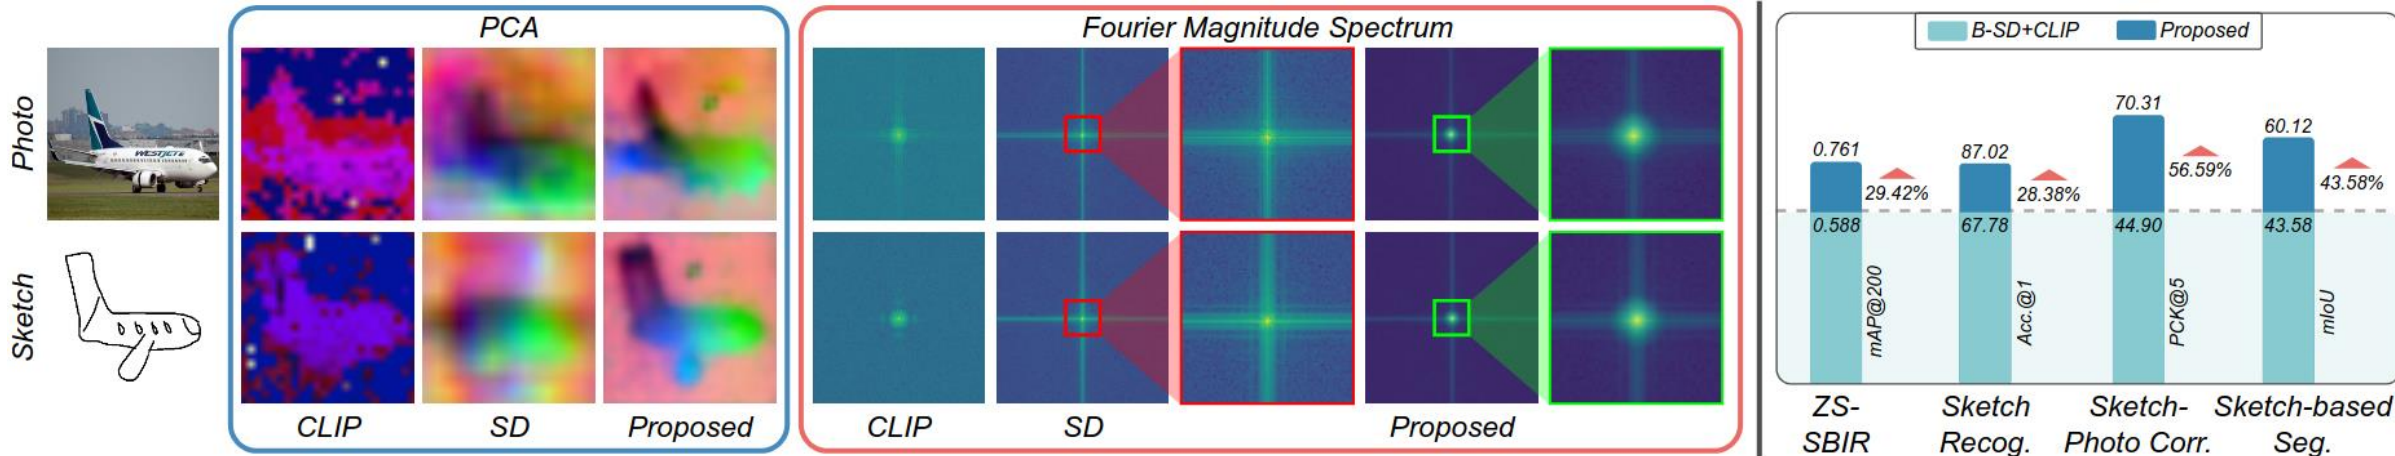 PCA
Fourier Magnitude Spectrum
B-SD+CLIP
Proposed
Photo
WESTJET
Sketch
CLIP
SD
Proposed
CLIP
SD
Proposed
0.761
29.42%
0.588
mAP@200
87.02
28.38%
67.78
Acc.@1
70.31
56.59%
44.90
PCK@5
60.12
43.58%
43.58
mIoU
ZS-
SBIR
Sketch
Recog.
Sketch-
Photo Corr.
Sketch-based
Seg.